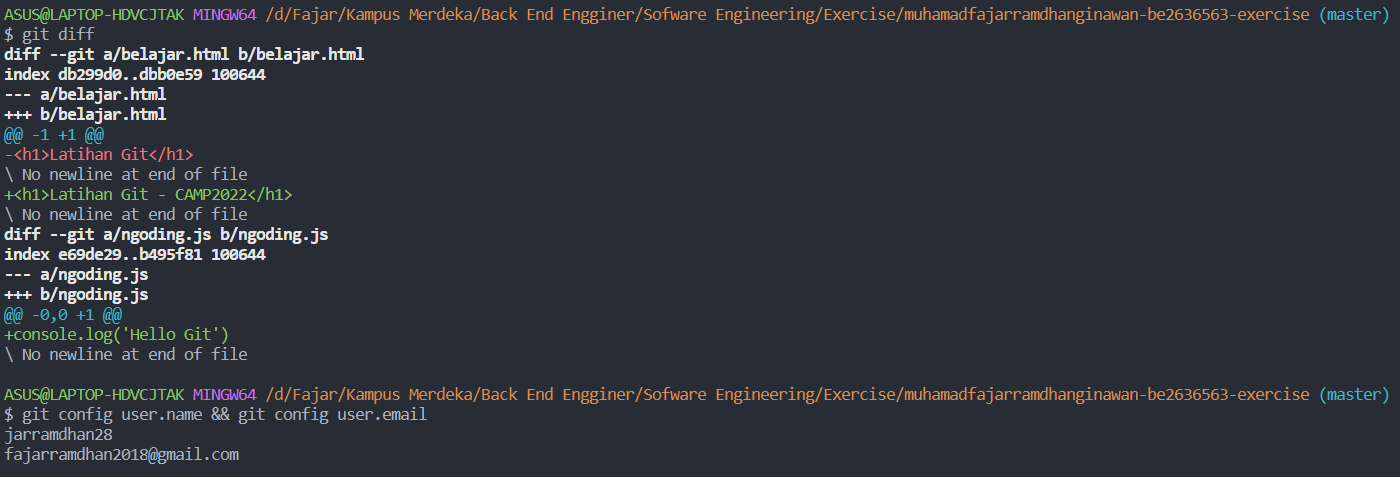 ASUS@LAPTOP-HDVCJTAK MINGW64 /d/Fajar/Kampus Merdeka/Back End Engginer/Sofware Engineering/Exercise/muhamadfajarramdhanginawan-be2636563-exercise (master)
$ git diff
diff --git a/belajar.html b/belajar.html
index db299d0..dbb0e59 100644
--- a/belajar.html
+++ b/belajar.html
@@ -1 +1 @@
-<h1>Latihan Git</h1>
\ No newline at end of file
+<h1>Latihan Git - CAMP2022</h1>
\ No newline at end of file
diff --git a/ngoding.js b/ngoding.js
index e69de29..b495f81 100644
--- a/ngoding.js
+++ b/ngoding.js
@@ -0,0 +1 @@
+console.log('Hello Git')
\ No newline at end of file
ASUS@LAPTOP-HDVCJTAK MINGW64 /d/Fajar/Kampus Merdeka/Back End Engginer/Sofware Engineering/Exercise/muhamadfajarramdhanginawan-be2636563-exercise (master)
$ git config user.name && git config user.email
jarramdhan28
fajarramdhan2018@gmail.com